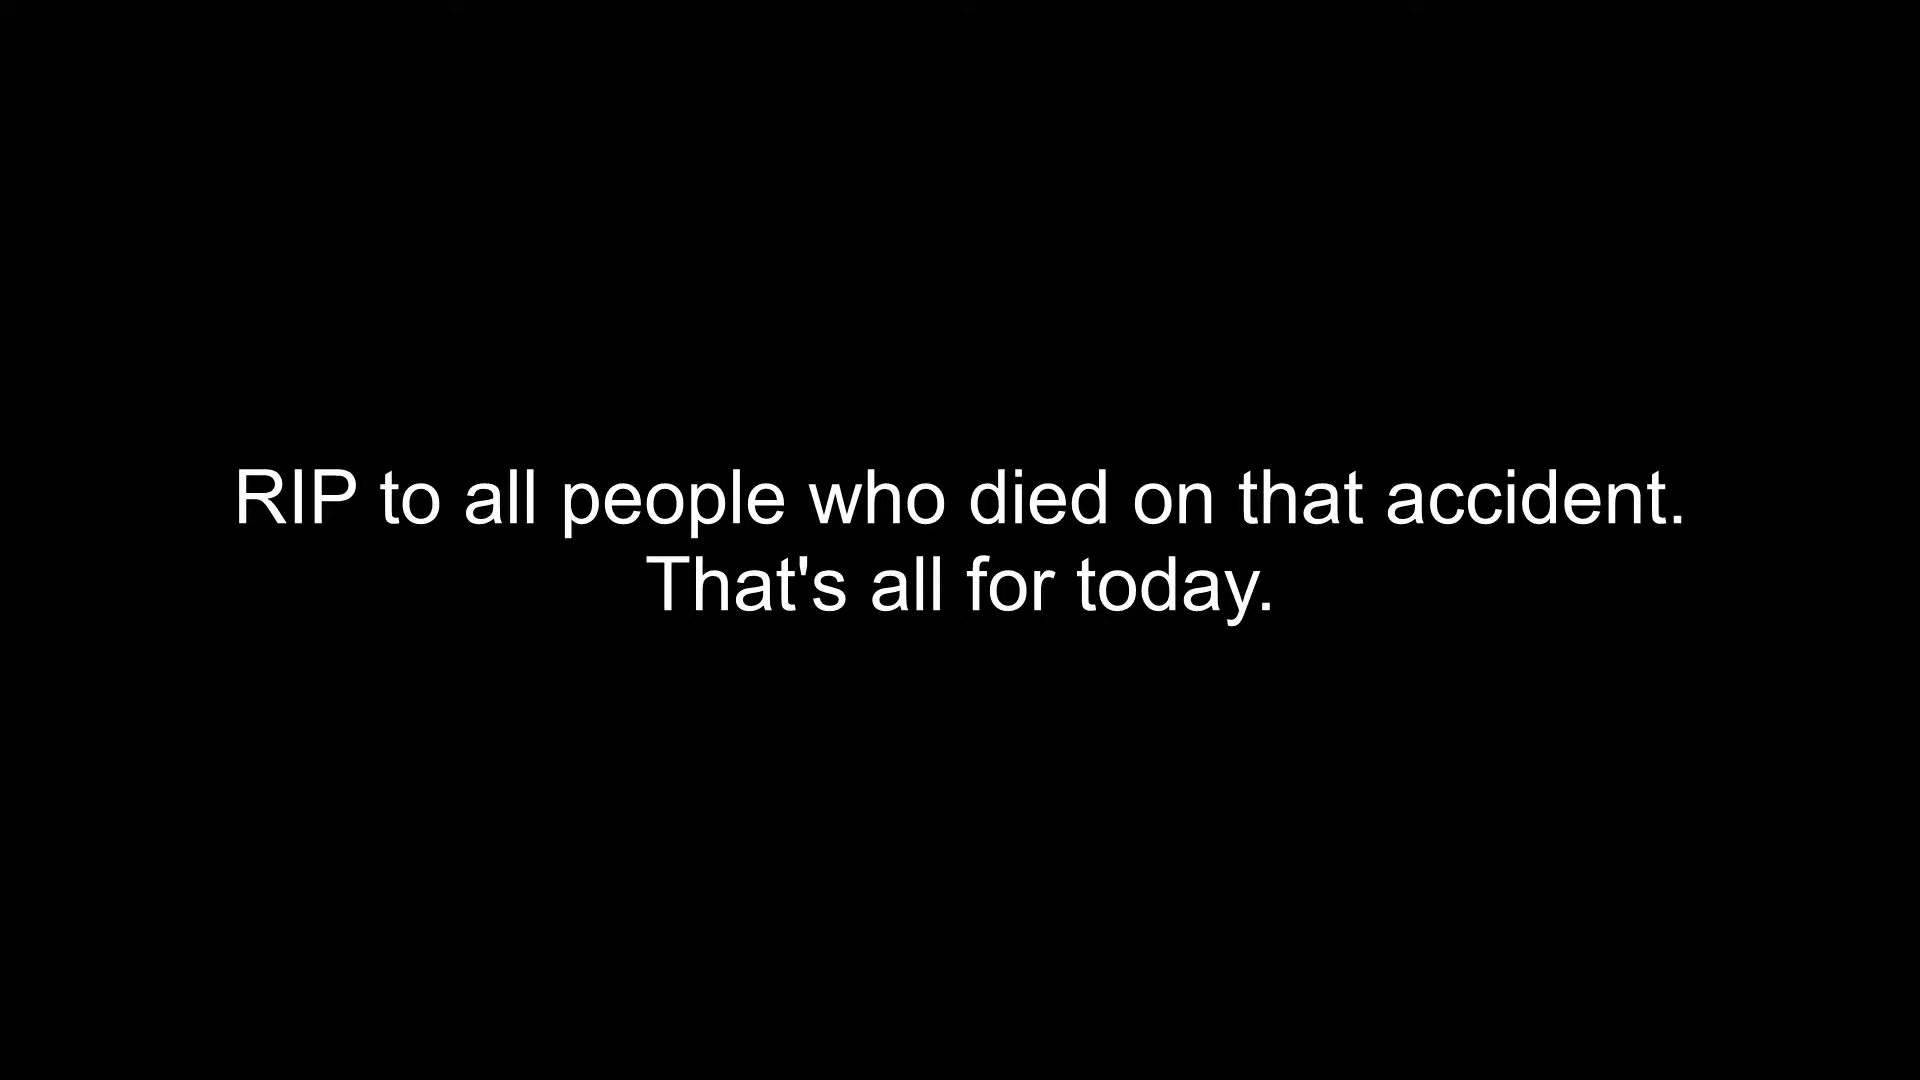 RIP to all people who died on that accident.
That's all for today.